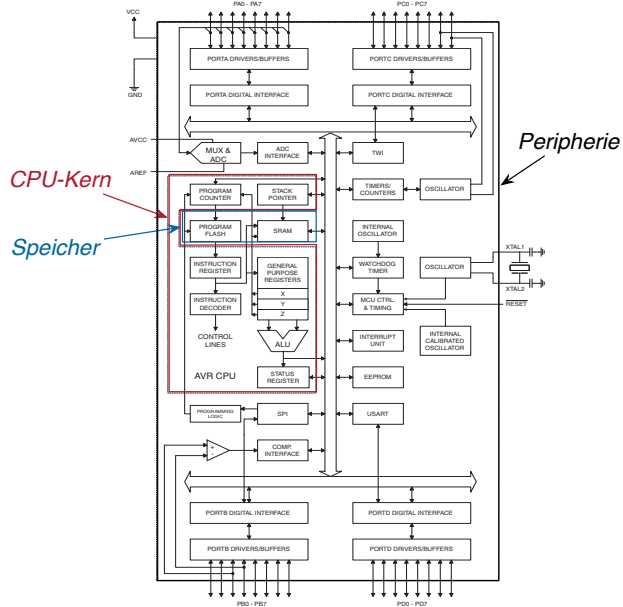 PA0 - PA7
PC0 - PC7
VCC
GND
PORTA DRIVERS/BUFFERS
PORTC DRIVERS/BUFFERS
PORTA DIGITAL INTERFACE
PORTC DIGITAL INTERFACE
AVCC
AREF
MUX &
ADC
ADC
INTERFACE
TWI
Peripherie
CPU-Kern
Speicher
PROGRAM
COUNTER
STACK
POINTER
TIMERS/
COUNTERS
OSCILLATOR
PROGRAM
FLASH
SRAM
INTERNAL
OSCILLATOR
XTAL1
INSTRUCTION
REGISTER
GENERAL
PURPOSE
REGISTERS
WATCHDOG
TIMER
OSCILLATOR
XTAL2
X
Y
Z
INSTRUCTION
DECODER
MCU CTRL.
& TIMING
RESET
CONTROL
LINES
ALU
INTERRUPT
UNIT
INTERNAL
CALIBRATED
OSCILLATOR
AVR CPU
STATUS
REGISTER
EEPROM
PROGRAMMING
LOGIC
SPI
USART
+
-
COMP.
INTERFACE
PORTB DIGITAL INTERFACE
PORTD DIGITAL INTERFACE
PORTB DRIVERS/BUFFERS
PORTD DRIVERS/BUFFERS
PB0 - PB7
PD0 - PD7